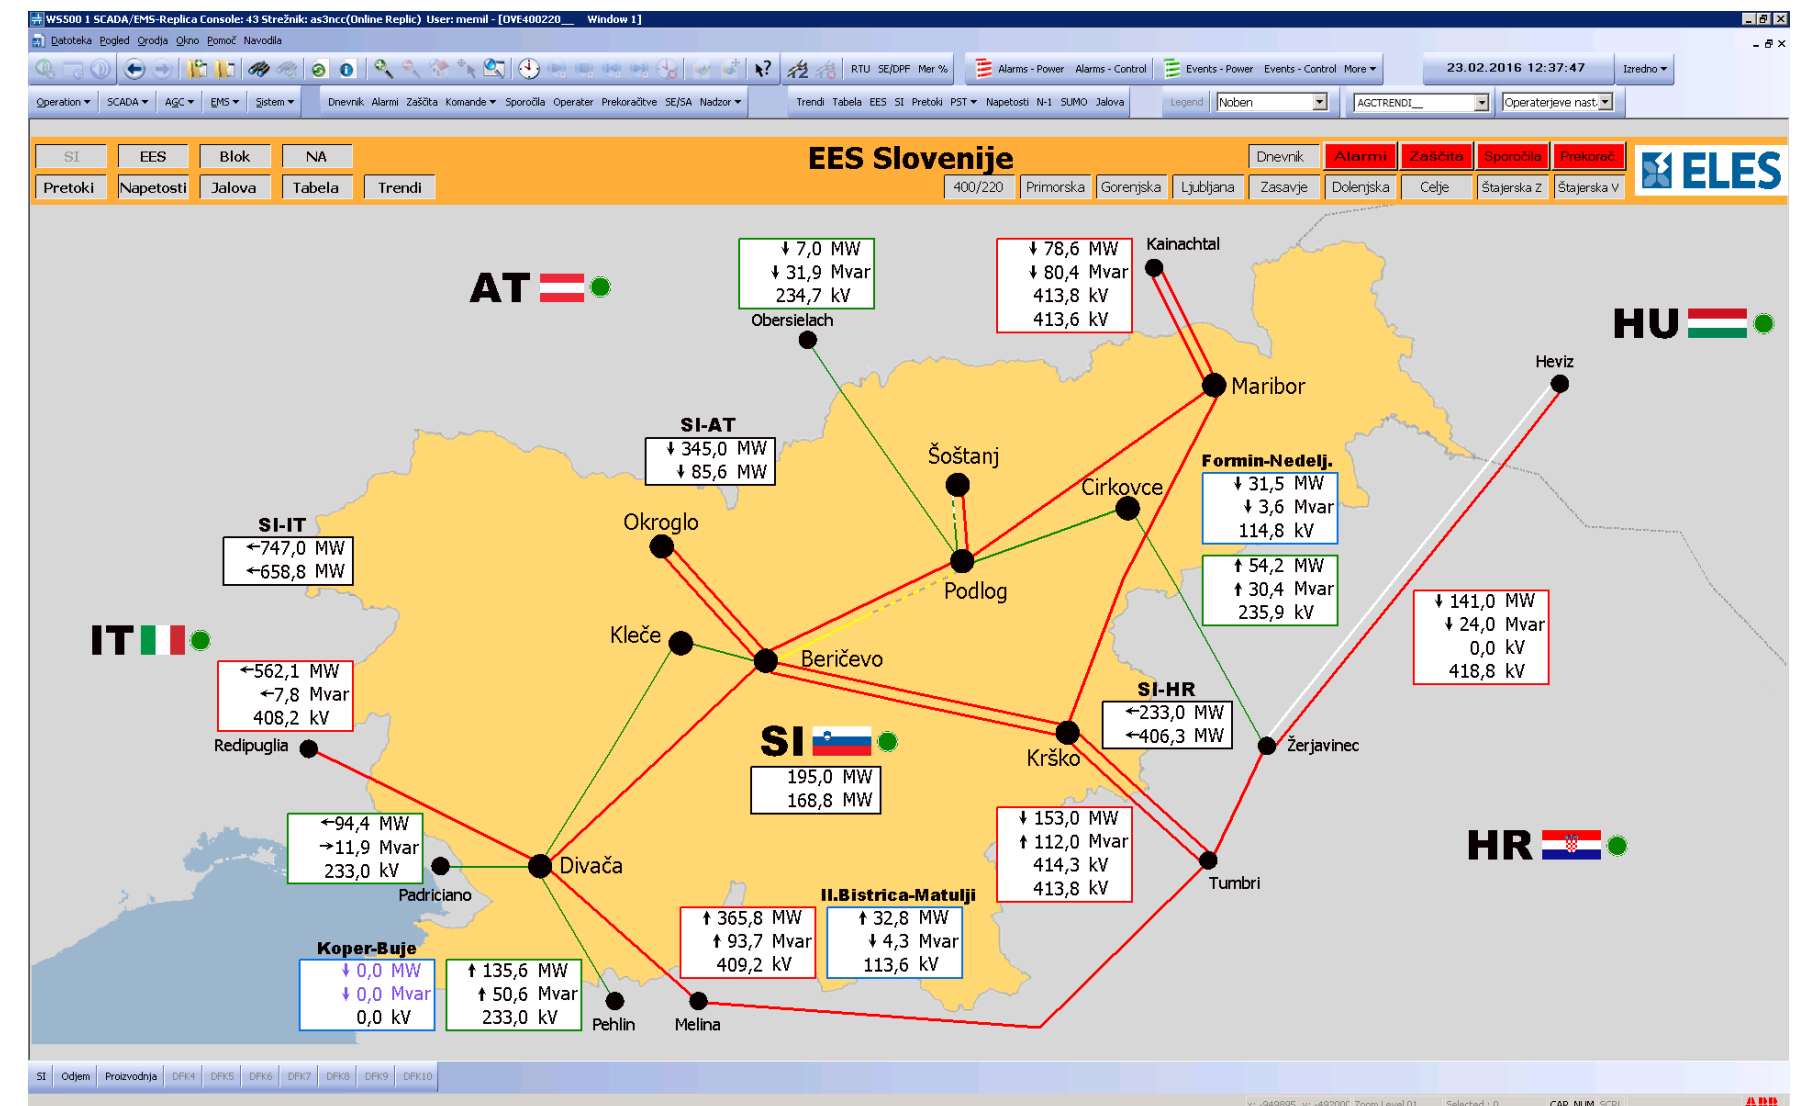 WS500 1 SCADA/EMS-Replica Console: 43 Strežnik: as3ncc(Online Replic) User: memil - [OVE400220__ Window 1]
Datoteka Pogled Orodja Okno Pomoč Navodila
RTU SE/DPF Mer % Alarms - Power Alarms - Control Events - Power Events - Control More 23.02.2016 12:37:47 Izredno
Operation SCADA AGC EMS Sistem Dnevnik Alarmi Zaščita Komande Sporočila Operater Prekoračitve SE/SA Nadzor Trendi Tabela EES SI Pretoki PST Napetosti N-1 SUMO Jalova Legend Noben AGCTRENDI__ Operaterjeve nast.
SI EES Blok NA EES Slovenije Dnevnik Alarmi Zaščita Sporočila Prekorač. ELES
Pretoki Napetosti Jalova Tabela Trendi 400/220 Primorska Gorenjska Ljubljana Zasavje Dolenjska Celje Štajerska Z Štajerska V
AT
↓ 7,0 MW
↓ 31,9 Mvar
234,7 kV
Obersielach
↓ 78,6 MW
↓ 80,4 Mvar
413,8 kV
413,6 kV
Kainachtal
HU
Heviz
Maribor
SI-AT
↓ 345,0 MW
↓ 85,6 MW
Šoštanj
Cirkovce
Formin-Nedelj.
↓ 31,5 MW
↓ 3,6 Mvar
114,8 kV
SI-IT
←747,0 MW
←658,8 MW
Okroglo
Podlog
↑ 54,2 MW
↑ 30,4 Mvar
235,9 kV
↓ 141,0 MW
↓ 24,0 Mvar
0,0 kV
418,8 kV
IT
Kleče
Beričevo
←562,1 MW
←7,8 Mvar
408,2 kV
Redipuglia
SI-HR
←233,0 MW
←406,3 MW
SI
195,0 MW
168,8 MW
Krško
Žerjavinec
←94,4 MW
→11,9 Mvar
233,0 kV
Padriciano
Divača
↓ 153,0 MW
↑ 112,0 Mvar
414,3 kV
413,8 kV
Tumbri
HR
Il.Bistrica-Matulji
↑ 365,8 MW
↑ 93,7 Mvar
409,2 kV
↑ 32,8 MW
↓ 4,3 Mvar
113,6 kV
Koper-Buje
↓ 0,0 MW
↓ 0,0 Mvar
0,0 kV
↑ 135,6 MW
↑ 50,6 Mvar
233,0 kV
Pehlin
Melina
SI Odjem Proizvodnja DFK4 DFK5 DFK6 DFK7 DFK8 DFK9 DFK10
Zoom Level 01 Selected : 0 CAP NUM SCRL ABB